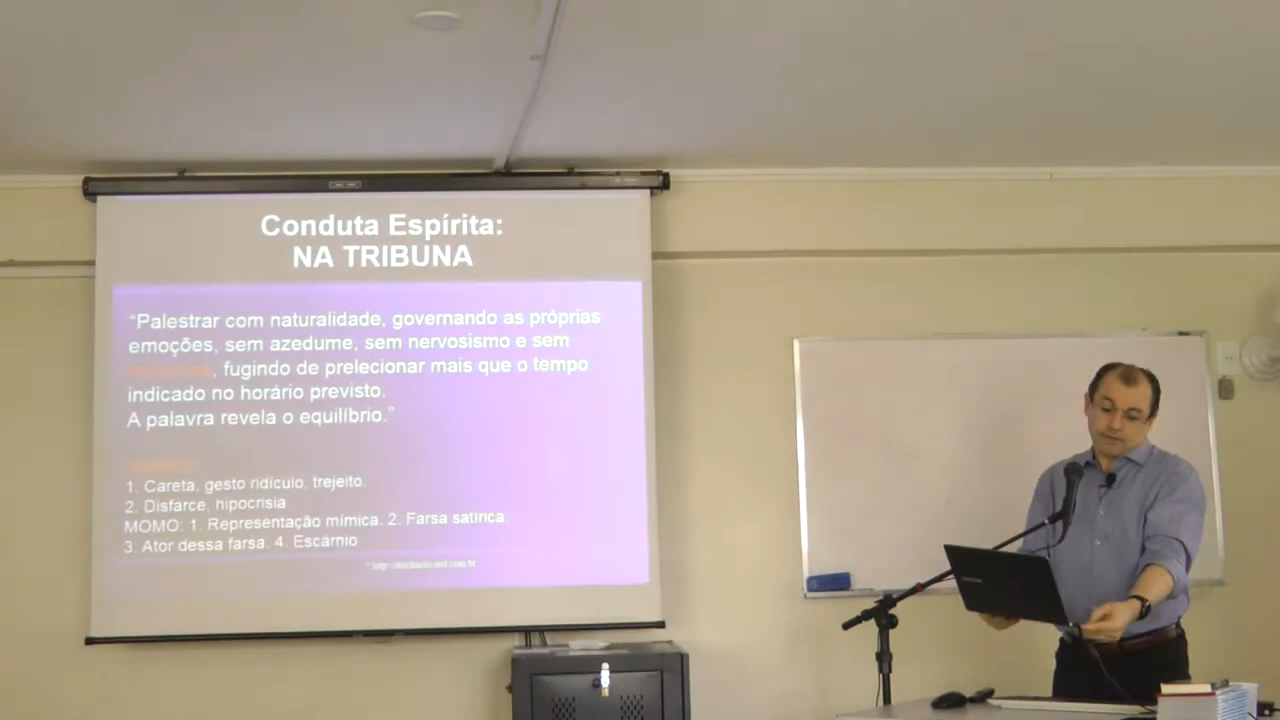 Conduta Espírita:
NA TRIBUNA
“Palestrar com naturalidade, governando as próprias
emoções, sem azedume, sem nervosismo e sem
, fugindo de prelecionar mais que o tempo
indicado no horário previsto.
A palavra revela o equilíbrio.”
1. Careta, gesto ridículo, trejeito.
2. Disfarce, hipocrisia
MOMO: 1. Representação mímica. 2. Farsa satírica.
3. Ator dessa farsa. 4. Escárnio